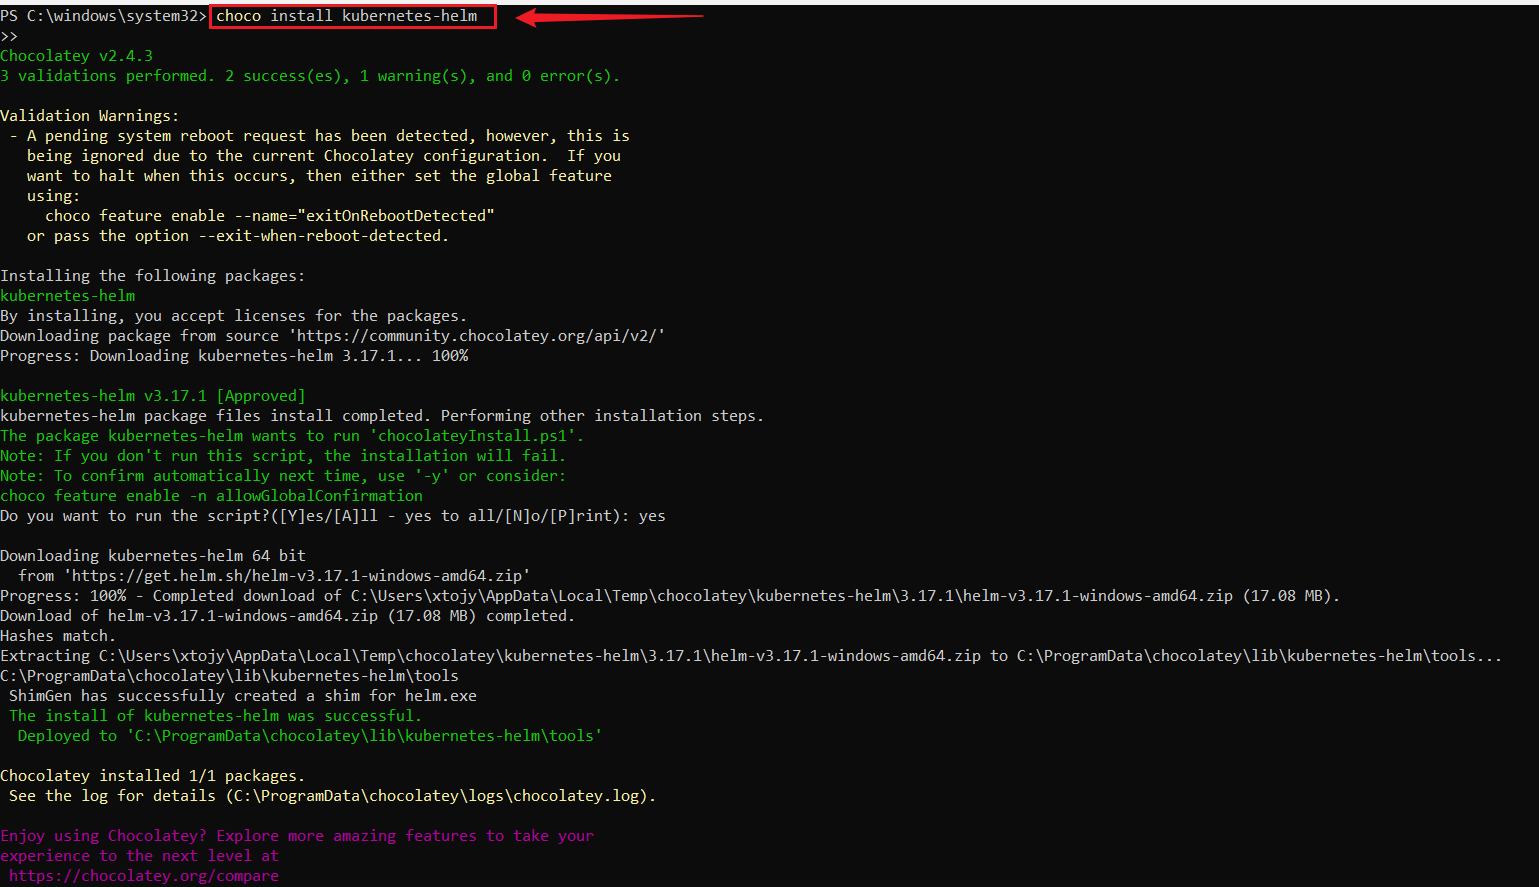 PS C:\windows\system32> choco install kubernetes-helm
>>
Chocolatey v2.4.3
3 validations performed. 2 success(es), 1 warning(s), and 0 error(s).
Validation Warnings:
 - A pending system reboot request has been detected, however, this is
   being ignored due to the current Chocolatey configuration.  If you
   want to halt when this occurs, then either set the global feature
   using:
     choco feature enable --name="exitOnRebootDetected"
   or pass the option --exit-when-reboot-detected.
Installing the following packages:
kubernetes-helm
By installing, you accept licenses for the packages.
Downloading package from source 'https://community.chocolatey.org/api/v2/'
Progress: Downloading kubernetes-helm 3.17.1... 100%
kubernetes-helm v3.17.1 [Approved]
kubernetes-helm package files install completed. Performing other installation steps.
The package kubernetes-helm wants to run 'chocolateyInstall.ps1'.
Note: If you don't run this script, the installation will fail.
Note: To confirm automatically next time, use '-y' or consider:
choco feature enable -n allowGlobalConfirmation
Do you want to run the script?([Y]es/[A]ll - yes to all/[N]o/[P]rint): yes
Downloading kubernetes-helm 64 bit
  from 'https://get.helm.sh/helm-v3.17.1-windows-amd64.zip'
Progress: 100% - Completed download of C:\Users\xtojy\AppData\Local\Temp\chocolatey\kubernetes-helm\3.17.1\helm-v3.17.1-windows-amd64.zip (17.08 MB).
Download of helm-v3.17.1-windows-amd64.zip (17.08 MB) completed.
Hashes match.
Extracting C:\Users\xtojy\AppData\Local\Temp\chocolatey\kubernetes-helm\3.17.1\helm-v3.17.1-windows-amd64.zip to C:\ProgramData\chocolatey\lib\kubernetes-helm\tools...
C:\ProgramData\chocolatey\lib\kubernetes-helm\tools
 ShimGen has successfully created a shim for helm.exe
 The install of kubernetes-helm was successful.
  Deployed to 'C:\ProgramData\chocolatey\lib\kubernetes-helm\tools'
Chocolatey installed 1/1 packages.
 See the log for details (C:\ProgramData\chocolatey\logs\chocolatey.log).
Enjoy using Chocolatey? Explore more amazing features to take your
experience to the next level at
 https://chocolatey.org/compare